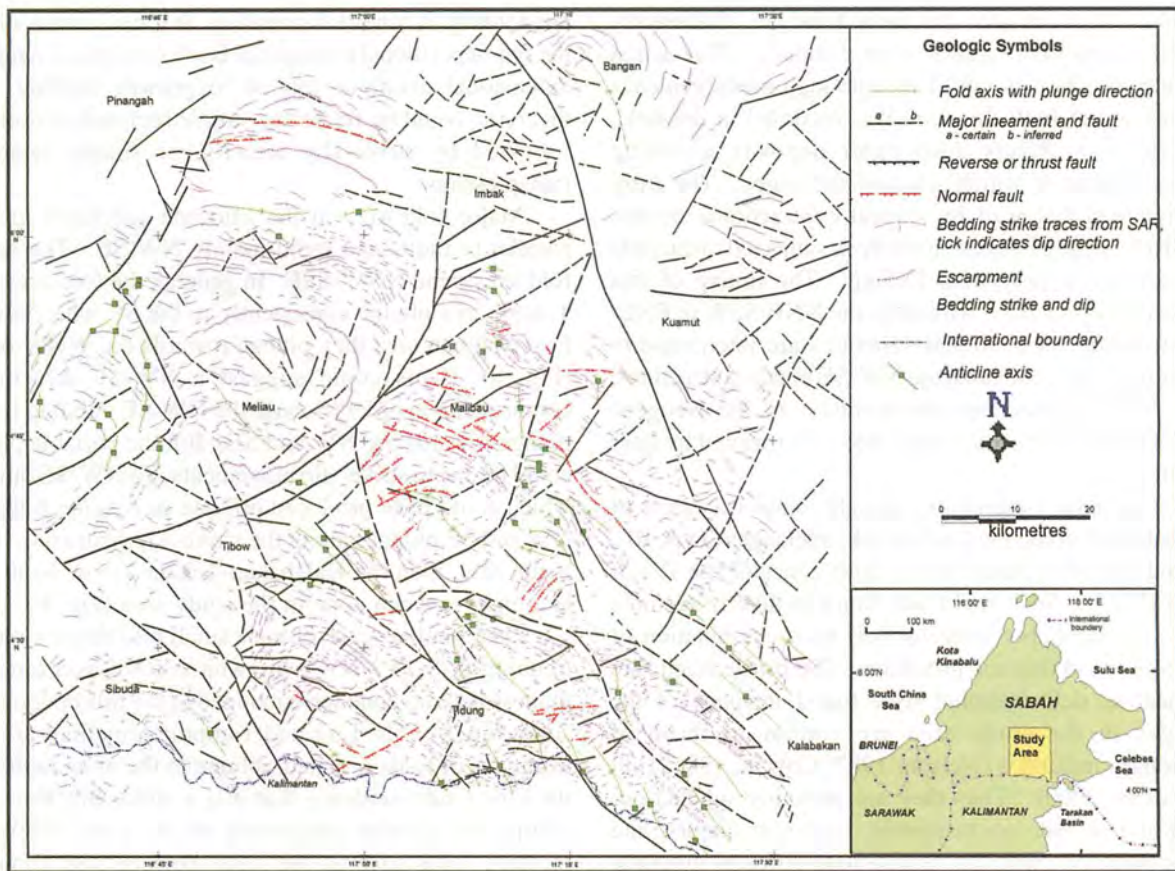 Pinangah
Bangan
Imbak
Kuamut
Meliau
Malibau
Tibow
Sibuda
Tidung
Kalabakan
Kalimantan
Geologic Symbols
Fold axis with plunge direction
a b
Major lineament and fault
a - certain b - inferred
Reverse or thrust fault
Normal fault
Bedding strike traces from SAR,
tick indicates dip direction
Escarpment
Bedding strike and dip
International boundary
Anticline axis
N
0 10 20
kilometres
116 00' E
118 00' E
0 100 km
International
boundary
Kota
Kinabalu
Sulu Sea
6 00' N
South China
Sea
SABAH
BRUNEI
Study
Area
Celebes
Sea
4 00' N
SARAWAK
KALIMANTAN
Tarakan
Basin